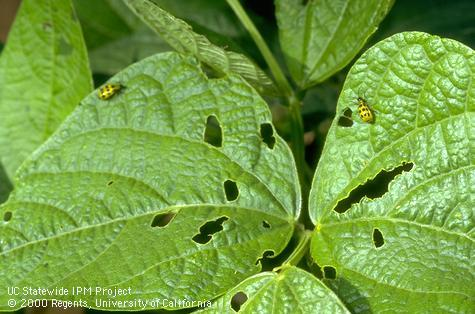 UC Statewide IPM Project
© 2000 Regents, University of California